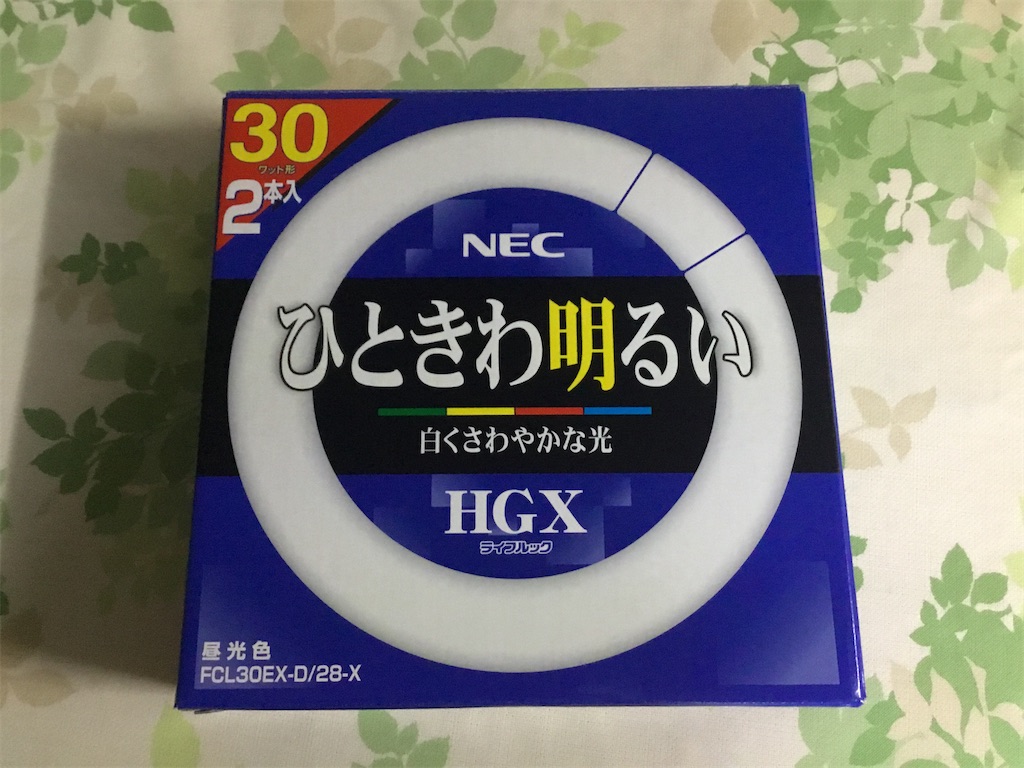 30
ワット形
2本入
NEC
ひときわ明るい
白くさわやかな光
HGX
ライフルック
昼光色
FCL30EX-D/28-X